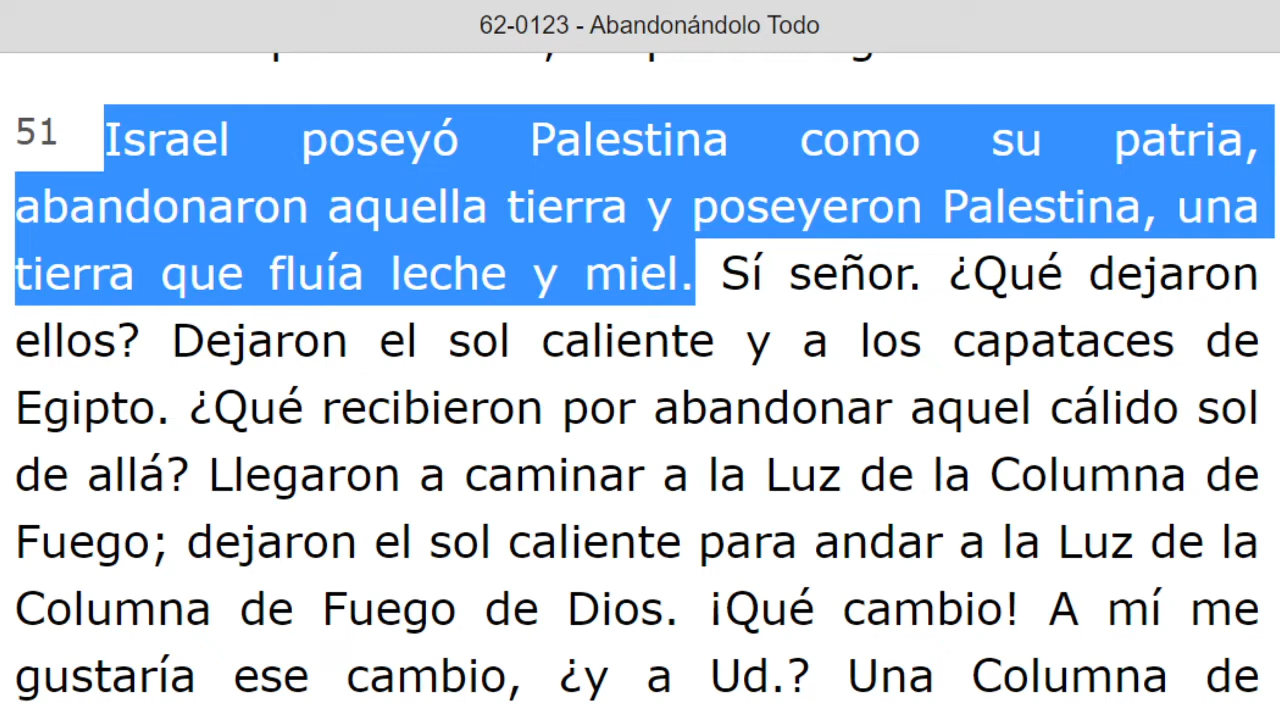 62-0123 - Abandonándolo Todo
51 Israel poseyó Palestina como su patria,
abandonaron aquella tierra y poseyeron Palestina, una
tierra que fluía leche y miel. Sí señor. ¿Qué dejaron
ellos? Dejaron el sol caliente y a los capataces de
Egipto. ¿Qué recibieron por abandonar aquel cálido sol
de allá? Llegaron a caminar a la Luz de la Columna de
Fuego; dejaron el sol caliente para andar a la Luz de la
Columna de Fuego de Dios. ¡Qué cambio! A mí me
gustaría ese cambio, ¿y a Ud.? Una Columna de